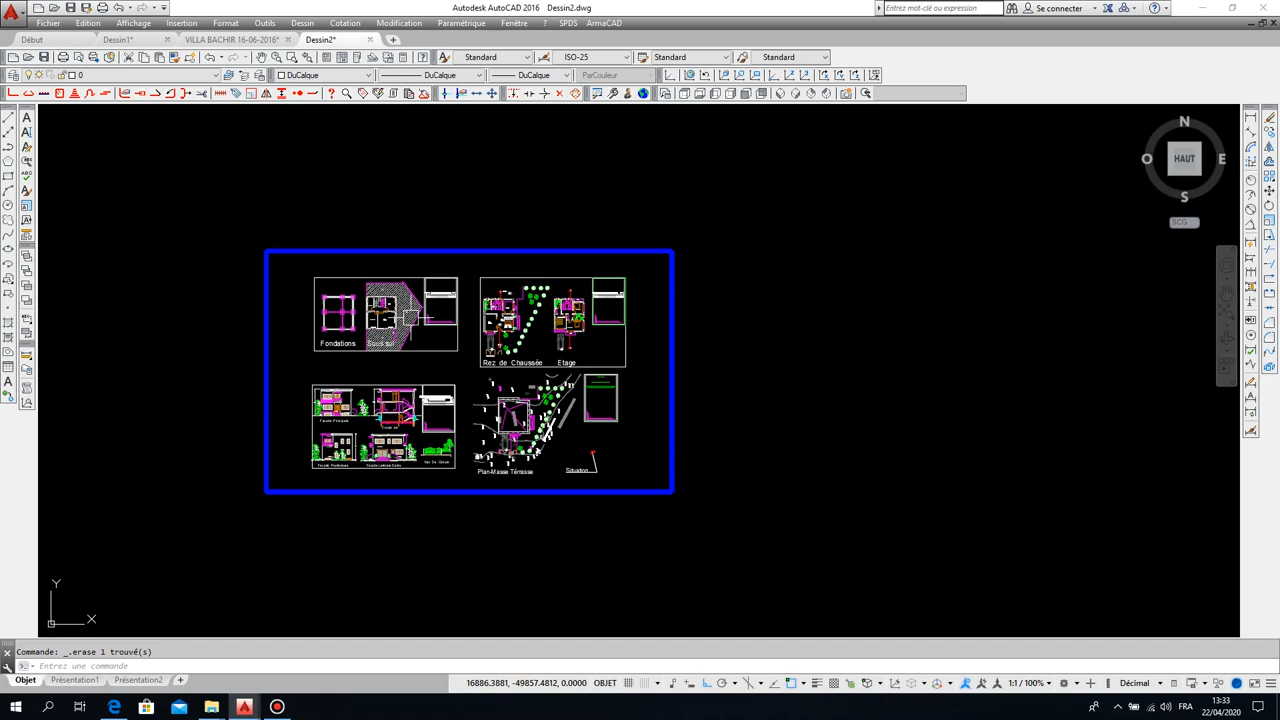 Autodesk AutoCAD 2016 Dessin2.dwg
Entrez mot-clé ou expression
Se connecter
Fichier Edition Affichage Insertion Format Outils Dessin Cotation Modification Paramétrique Fenêtre ? SPDS ArmaCAD
Début Dessin1* VILLA BACHIR 16-06-2016* Dessin2*
Standard ISO-25 Standard Standard
0 DuCalque DuCalque DuCalque ParCouleur
N
O HAUT E
S
SCG
Fondations
Rez de Chaussée Etage
Facade Principale
Plan-Masse Térrasse Situation
Y
X
Commande: _.erase 1 trouvé(s)
Entrez une commande
Objet Présentation1 Présentation2 + 16886.3881, -49857.4812, 0.0000 OBJET 1:1 / 100% Décimal
FRA 13:33
22/04/2020